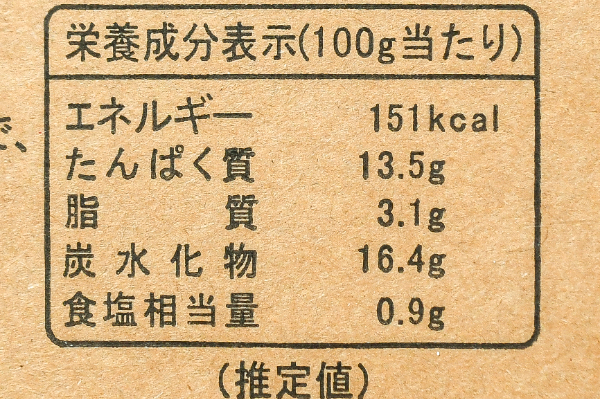 栄養成分表示(100g当たり)
エネルギー 151kcal
たんぱく質 13.5g
脂質 3.1g
で、
炭水化物 16.4g
食塩相当量 0.9g
(推定値)